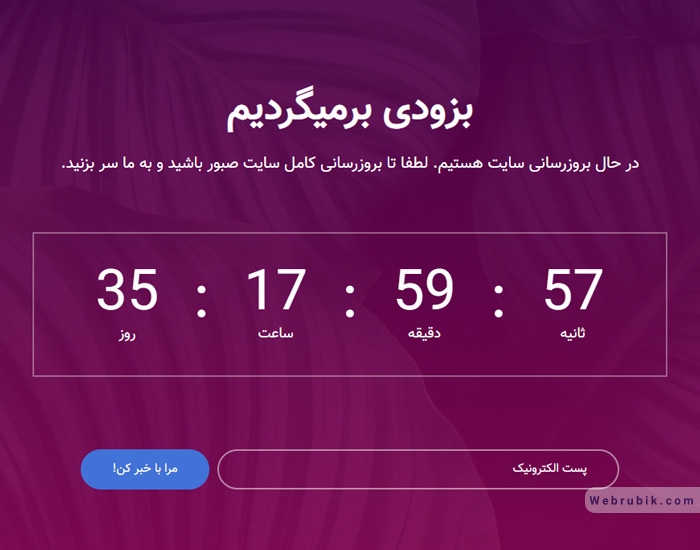 بزودی برمیگردیم
در حال بروزرسانی سایت هستیم. لطفا تا بروزرسانی کامل سایت صبور باشید و به ما سر بزنید.
35 : 17 : 59 : 57
روز ساعت دقیقه ثانیه
پست الکترونیک
مرا با خبر کن!
Webrubik.com